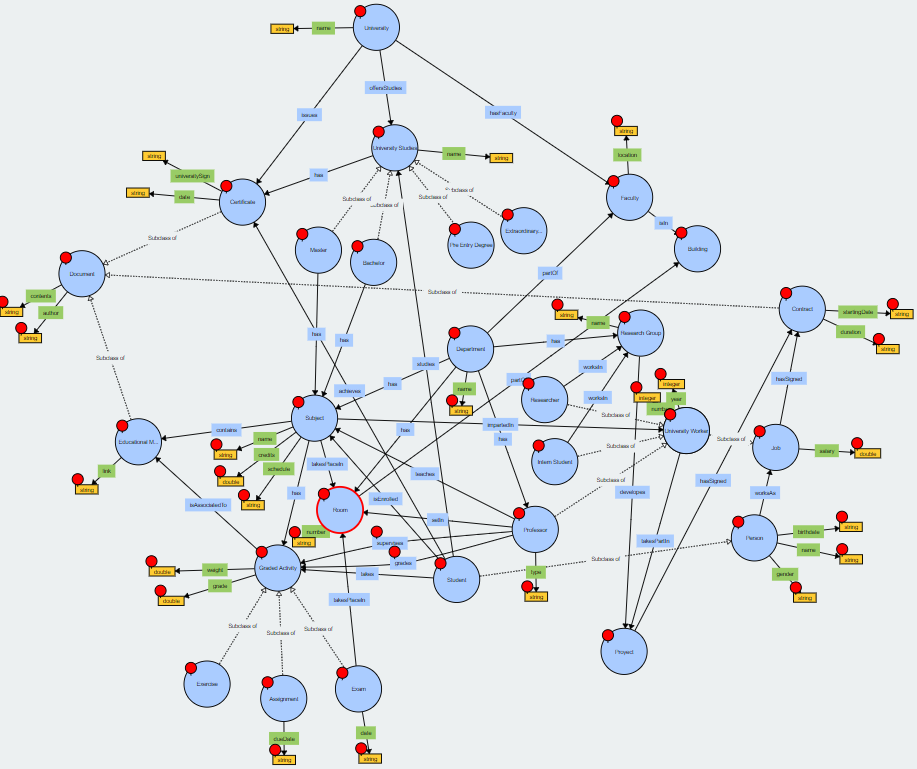 University
string
name
offersStudies
issues
hasFaculty
string
University Studies
string
location
string
name
string
has
universitySign
Faculty
string
date
Certificate
Subclass of
Subclass of
Subclass of
isIn
Subclass of
Master
Bachelor
Pre Entry Degree
Extraordinary...
Building
Document
partOf
contents
Subclass of
string
author
string
Contract
startingDate
string
duration
string
string
name
Research Group
has
has
Department
has
Subclass of
worksIn
studies
hasSigned
achieves
has
name
string
Researcher
worksIn
integer
integer
year
Subject
contains
name
string
credits
double
schedule
string
has
has
Subclass of
University Worker
Subclass of
Subclass of
Job
salary
double
Educational M...
link
string
takesPlaceIn
teaches
Intern Student
Subclass of
hasSigned
has
developes
worksAs
isAssociatedTo
isEnrolled
Room
number
string
Professor
supervises
grades
takes
takesPartIn
Person
birthdate
string
name
string
gender
string
Subclass of
Graded Activity
weight
double
grade
double
Student
type
string
takesPlaceIn
Subclass of
Subclass of
Subclass of
Exercise
Assignment
Exam
dueDate
string
date
string